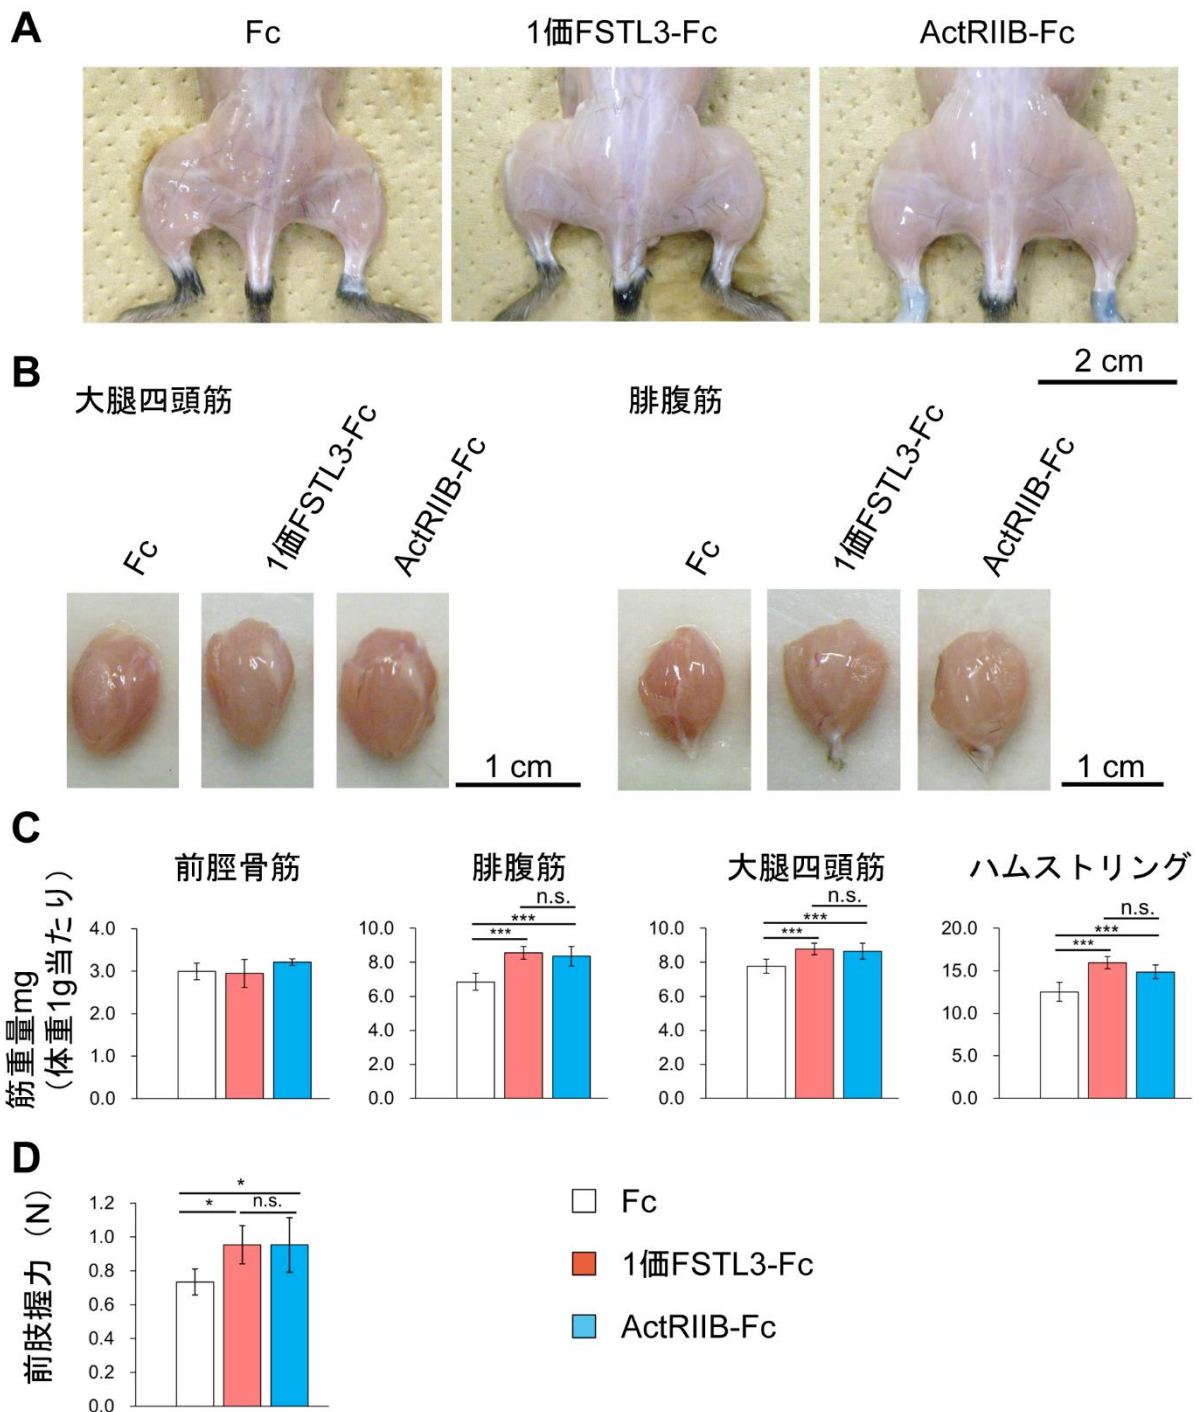 A
Fc
1価FSTL3-Fc
ActRIIB-Fc
2 cm
B
大腿四頭筋
Fc
1価FSTL3-Fc
ActRIIB-Fc
1 cm
腓腹筋
Fc
1価FSTL3-Fc
ActRIIB-Fc
1 cm
C
筋重量mg
（体重1g当たり）
前脛骨筋
4.0
3.0
2.0
1.0
0.0
腓腹筋
n.s.
***
***
10.0
8.0
6.0
4.0
2.0
0.0
大腿四頭筋
n.s.
***
***
10.0
8.0
6.0
4.0
2.0
0.0
ハムストリング
n.s.
***
***
20.0
15.0
10.0
5.0
0.0
D
前肢握力（N）
*
*
n.s.
1.2
1.0
0.8
0.6
0.4
0.2
0.0
Fc
1価FSTL3-Fc
ActRIIB-Fc